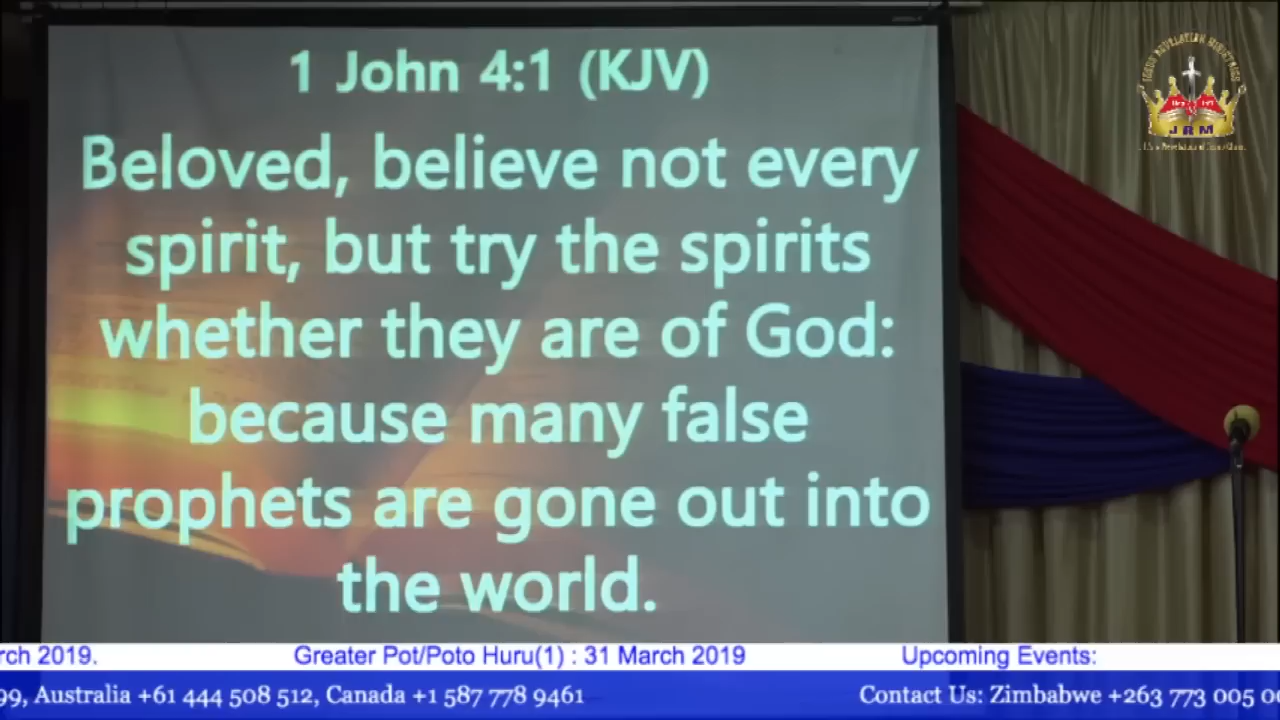 1 John 4:1 (KJV)
Beloved, believe not every
spirit, but try the spirits
whether they are of God:
because many false
prophets are gone out into
the world.
JRM
rch 2019. Greater Pot/Poto Huru(1) : 31 March 2019 Upcoming Events:
99, Australia +61 444 508 512, Canada +1 587 778 9461 Contact Us: Zimbabwe +263 773 005 0